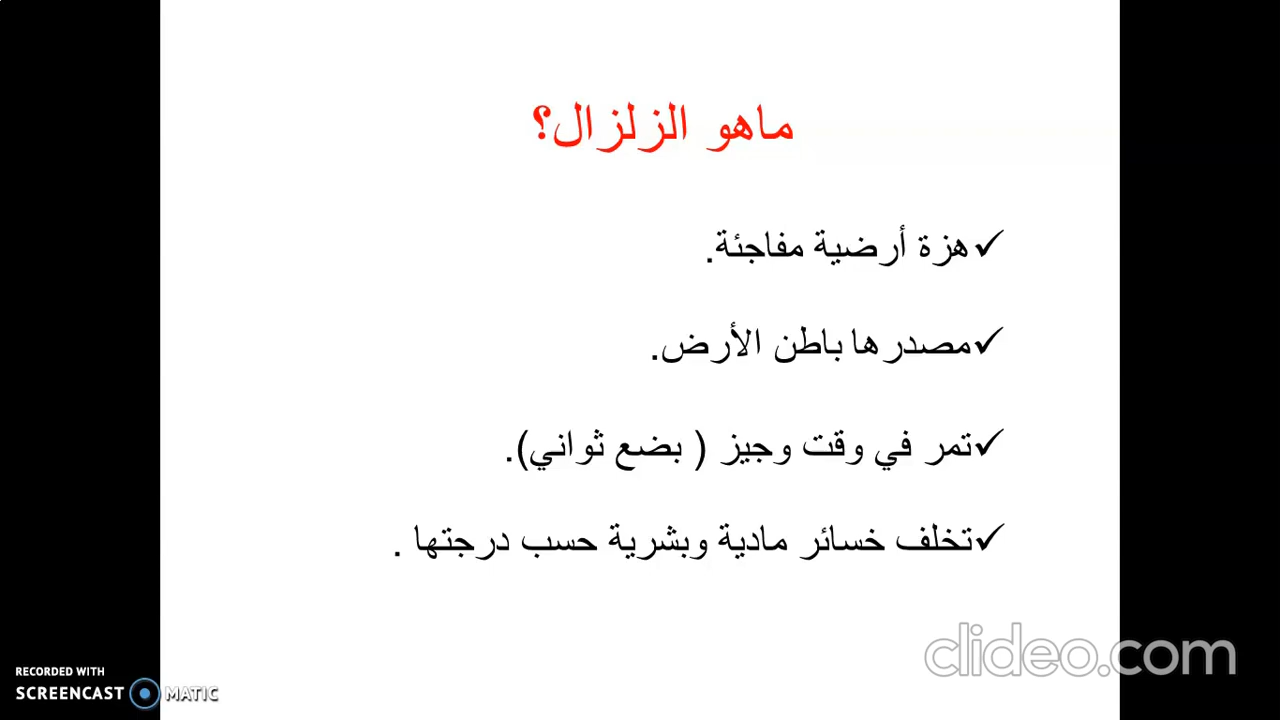 ماهو الزلزال؟
✓هزة أرضية مفاجئة.
✓مصدرها باطن الأرض.
✓تمر في وقت وجيز ( بضع ثواني).
✓تخلف خسائر مادية وبشرية حسب درجتها .
clideo.com
RECORDED WITH
SCREENCAST MATIC